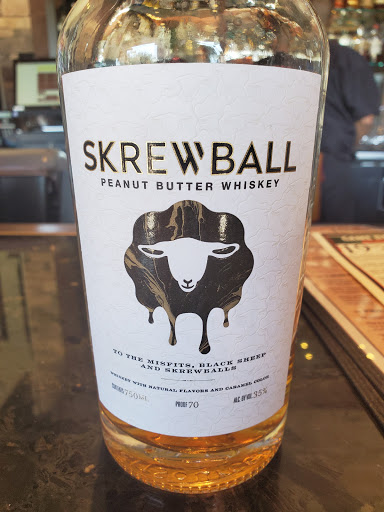 SKREWBALL
PEANUT BUTTER WHISKEY
TO THE MISFITS, BLACK SHEEP
AND SKREWBALLS
WHISKEY WITH NATURAL FLAVORS AND CARAMEL COLOR
750ML PROOF 70 ALC. BY VOL. 35%